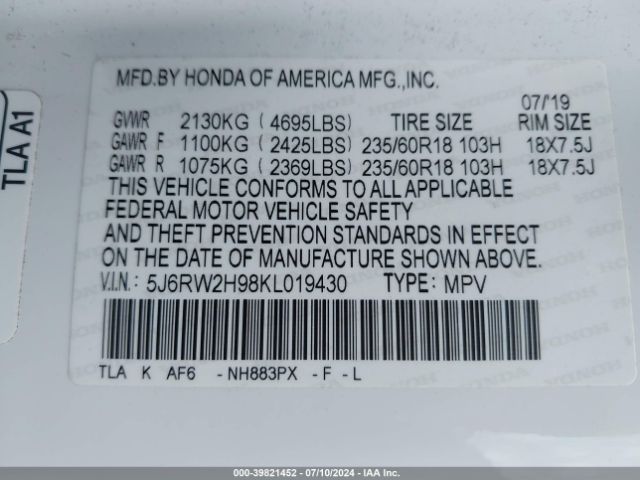 TLA A1
MFD.BY HONDA OF AMERICA MFG.,INC.
07/'19
GVWR 2130KG ( 4695LBS) TIRE SIZE RIM SIZE
GAWR F 1100KG ( 2425LBS) 235/60R18 103H 18X7.5J
GAWR R 1075KG ( 2369LBS) 235/60R18 103H 18X7.5J
THIS VEHICLE CONFORMS TO ALL APPLICABLE
FEDERAL MOTOR VEHICLE SAFETY
AND THEFT PREVENTION STANDARDS IN EFFECT
ON THE DATE OF MANUFACTURE SHOWN ABOVE.
V.I.N.: 5J6RW2H98KL019430 TYPE: MPV
TLA K AF6 -NH883PX -F -L
000-39821452 - 07/10/2024 - IAA Inc.